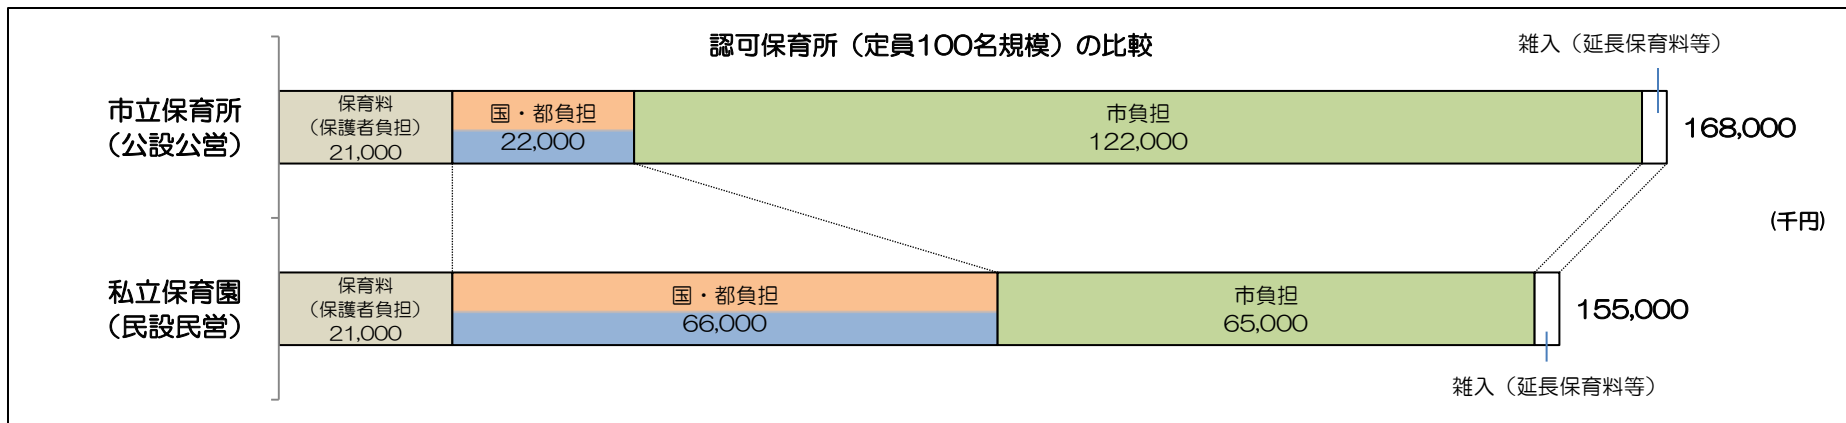 認可保育所（定員100名規模）の比較
雑入（延長保育料等）
市立保育所
（公設公営）
保育料
（保護者負担）
21,000
国・都負担
22,000
市負担
122,000
168,000
(千円)
私立保育園
（民設民営）
保育料
（保護者負担）
21,000
国・都負担
66,000
市負担
65,000
155,000
雑入（延長保育料等）